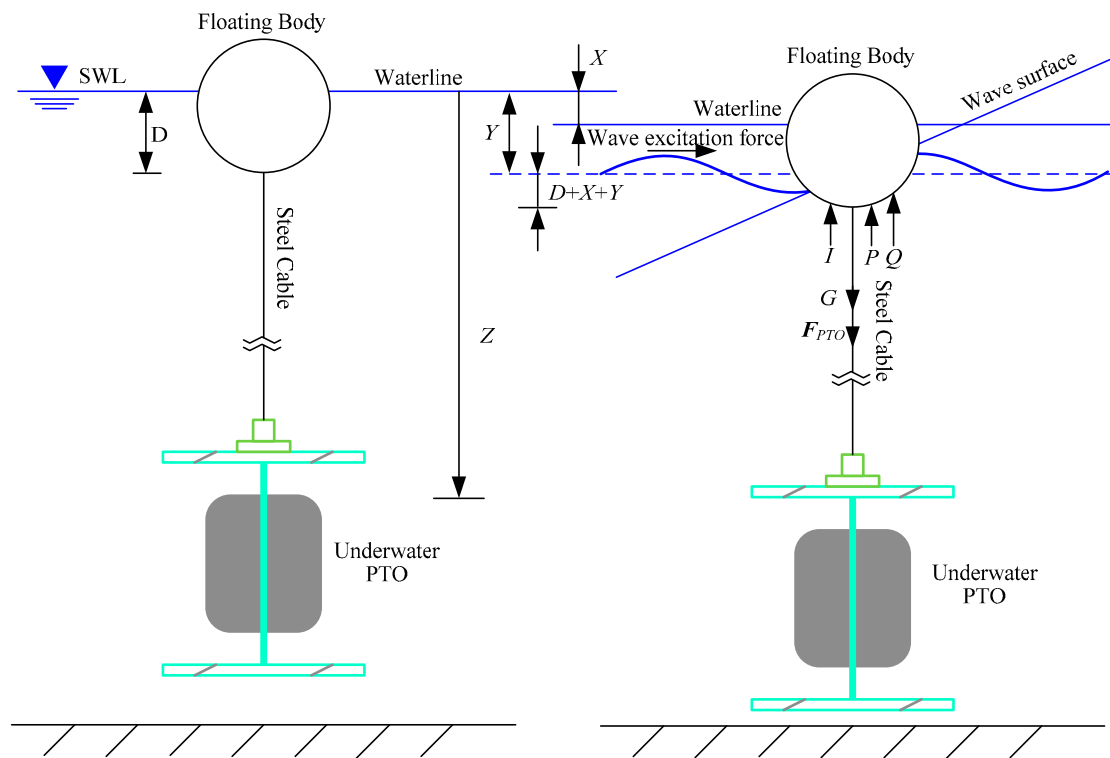 Floating Body
SWL
Waterline
D
Steel Cable
Z
Underwater
PTO
X
Y
D+X+Y
Floating Body
Waterline
Wave surface
Wave excitation force
I
P
Q
G
Steel Cable
F_PTO
Underwater
PTO